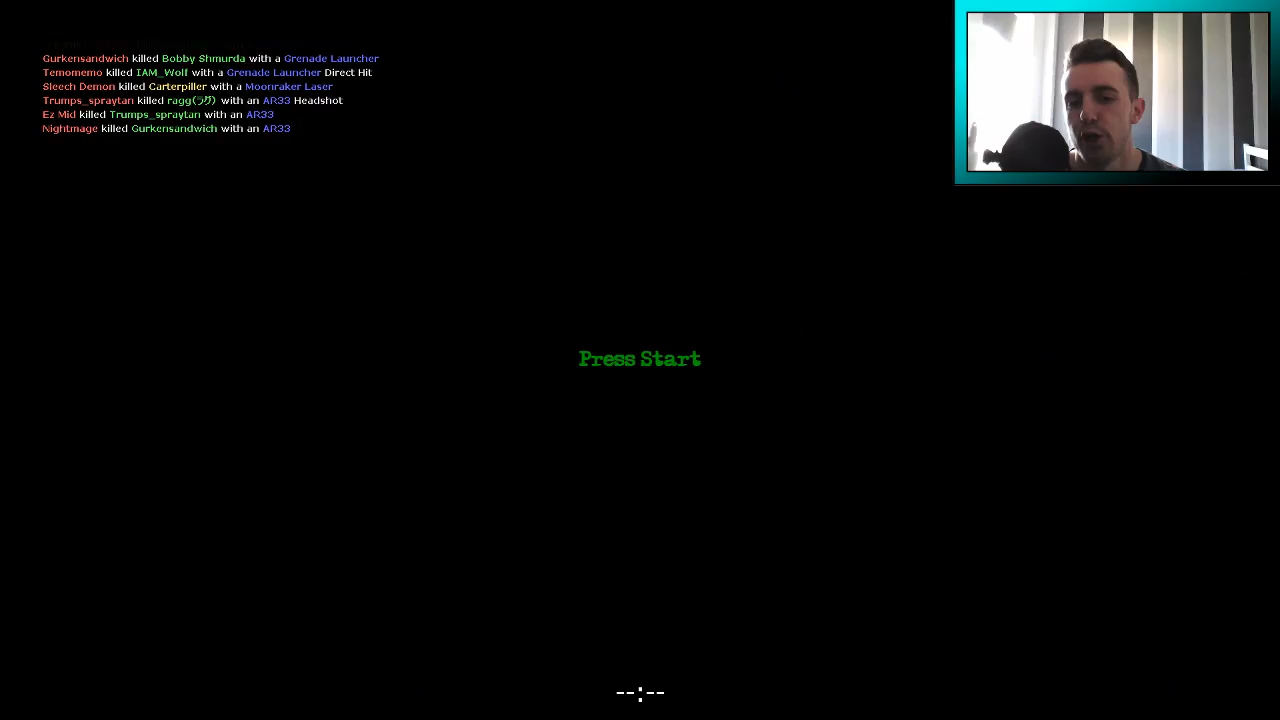 Gurkensandwich killed Bobby Shmurda with a Grenade Launcher
Temomemo killed IAM_Wolf with a Grenade Launcher Direct Hit
Sleech Demon killed Carterpiller with a Moonraker Laser
Trumps_spraytan killed ragg(ラグ) with an AR33 Headshot
Ez Mid killed Trumps_spraytan with an AR33
Nightmage killed Gurkensandwich with an AR33
Press Start
--:--